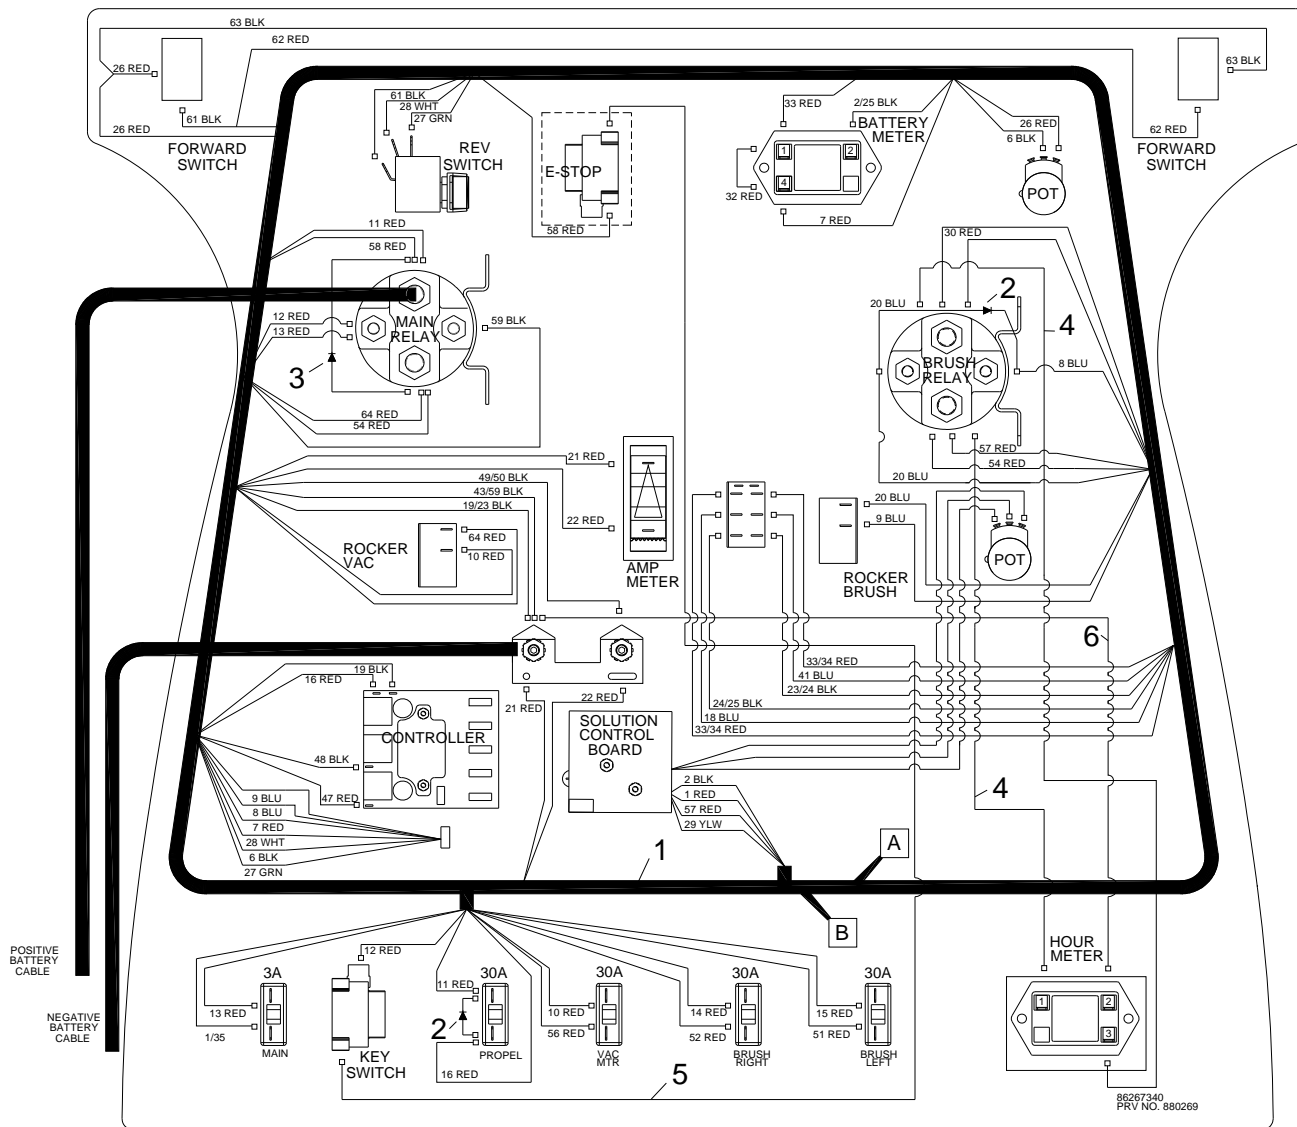 63 BLK
62 RED
26 RED
63 BLK
61 BLK
26 RED
FORWARD
SWITCH
61 BLK
28 WHT
27 GRN
REV
SWITCH
E-STOP
58 RED
33 RED
2/25 BLK
BATTERY
METER
1
2
4
32 RED
7 RED
26 RED
6 BLK
POT
62 RED
FORWARD
SWITCH
11 RED
58 RED
12 RED
13 RED
MAIN
RELAY
59 BLK
3
64 RED
54 RED
30 RED
20 BLU
2
4
BRUSH
RELAY
8 BLU
57 RED
54 RED
20 BLU
21 RED
49/50 BLK
43/59 BLK
19/23 BLK
22 RED
ROCKER
VAC
64 RED
10 RED
AMP
METER
20 BLU
9 BLU
ROCKER
BRUSH
POT
6
33/34 RED
41 BLU
23/24 BLK
24/25 BLK
18 BLU
33/34 RED
19 BLK
16 RED
21 RED
22 RED
CONTROLLER
48 BLK
47 RED
SOLUTION
CONTROL
BOARD
2 BLK
1 RED
57 RED
29 YLW
4
9 BLU
8 BLU
7 RED
28 WHT
6 BLK
27 GRN
1
A
B
POSITIVE
BATTERY
CABLE
NEGATIVE
BATTERY
CABLE
3A
13 RED
1/35
MAIN
12 RED
KEY
SWITCH
30A
11 RED
2
PROPEL
16 RED
30A
10 RED
56 RED
VAC
MTR
30A
14 RED
52 RED
BRUSH
RIGHT
30A
15 RED
51 RED
BRUSH
LEFT
5
HOUR
METER
1
2
3
86267340
PRV NO. 880269